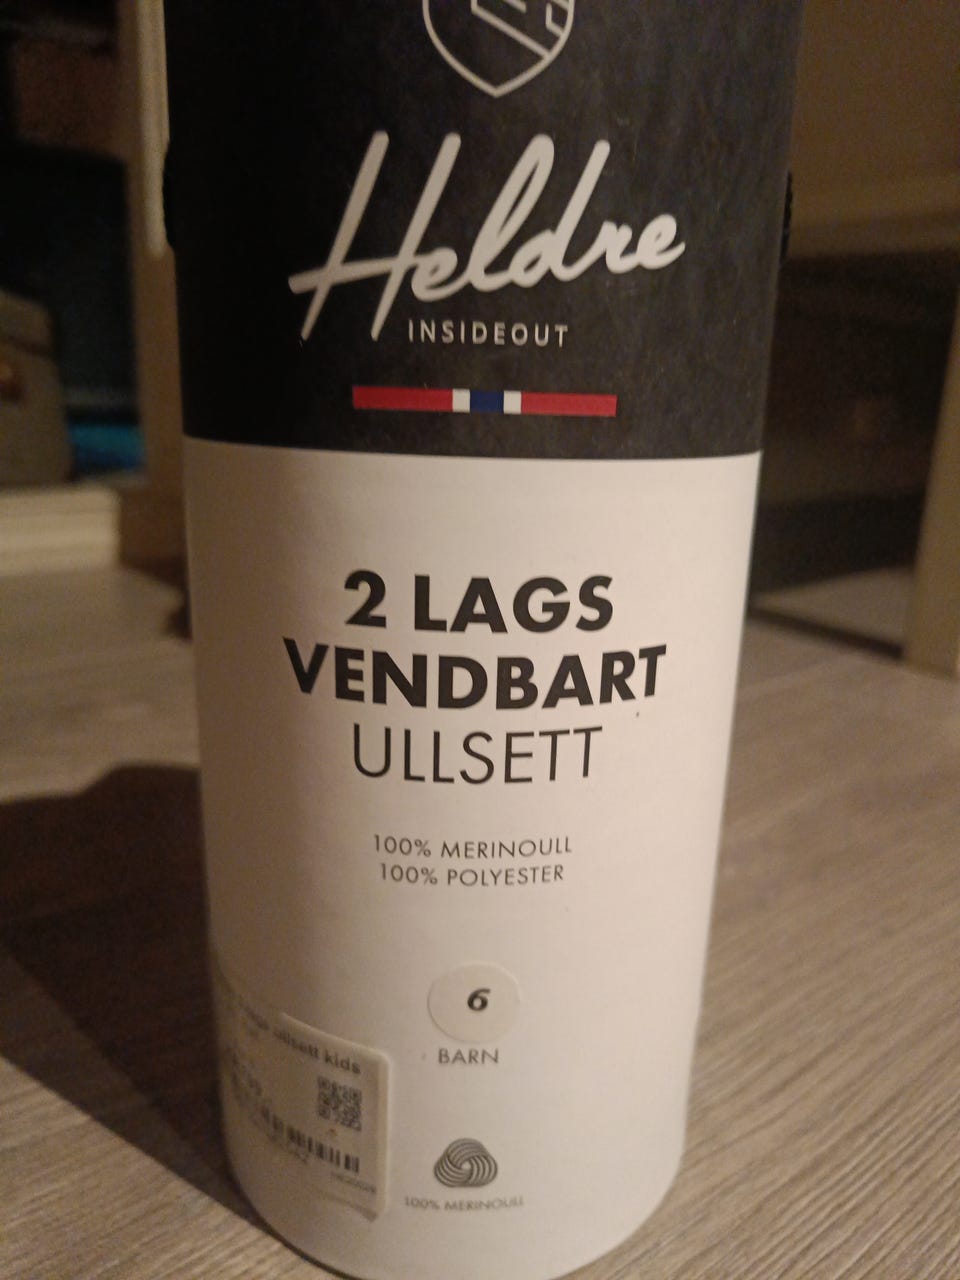 Heldre
INSIDEOUT
2 LAGS
VENDBART
ULLSETT
100% MERINOULL
100% POLYESTER
6
BARN
ullsett kids
100% MERINOULL